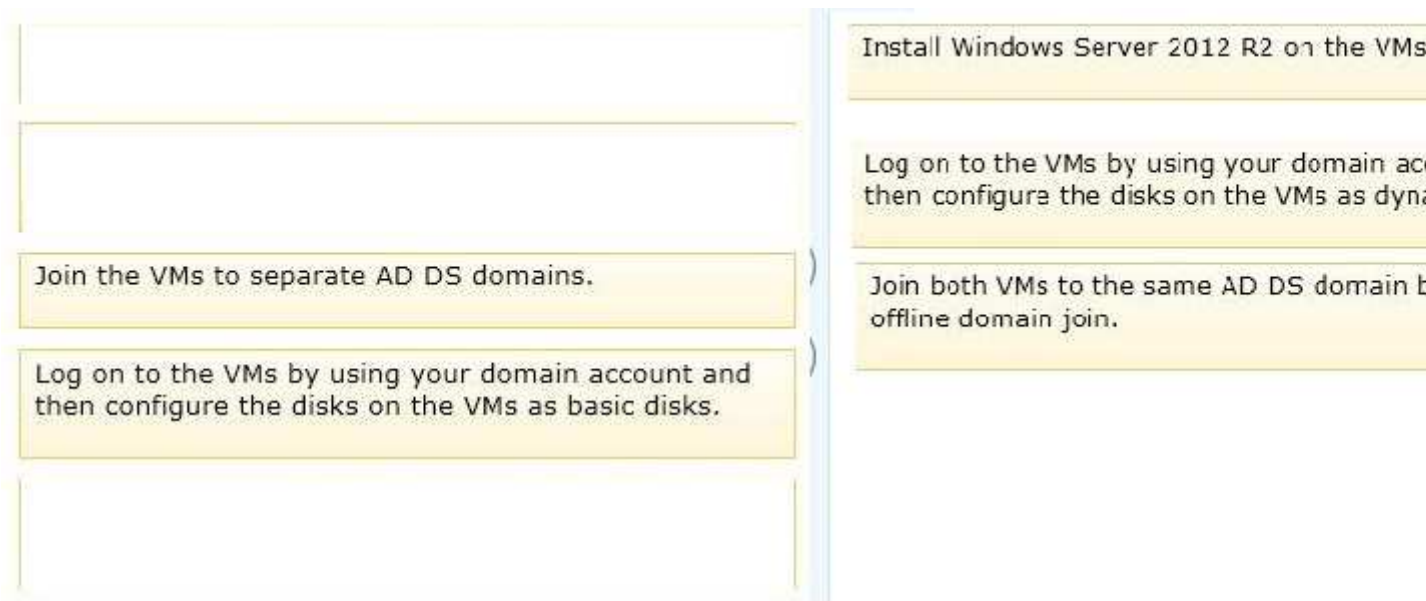 Join the VMs to separate AD DS domains.
Log on to the VMs by using your domain account and
then configure the disks on the VMs as basic disks.
Install Windows Server 2012 R2 on the VMs
Log on to the VMs by using your domain
then configure the disks on the VMs as
Join both VMs to the same AD DS domain
offline domain join.